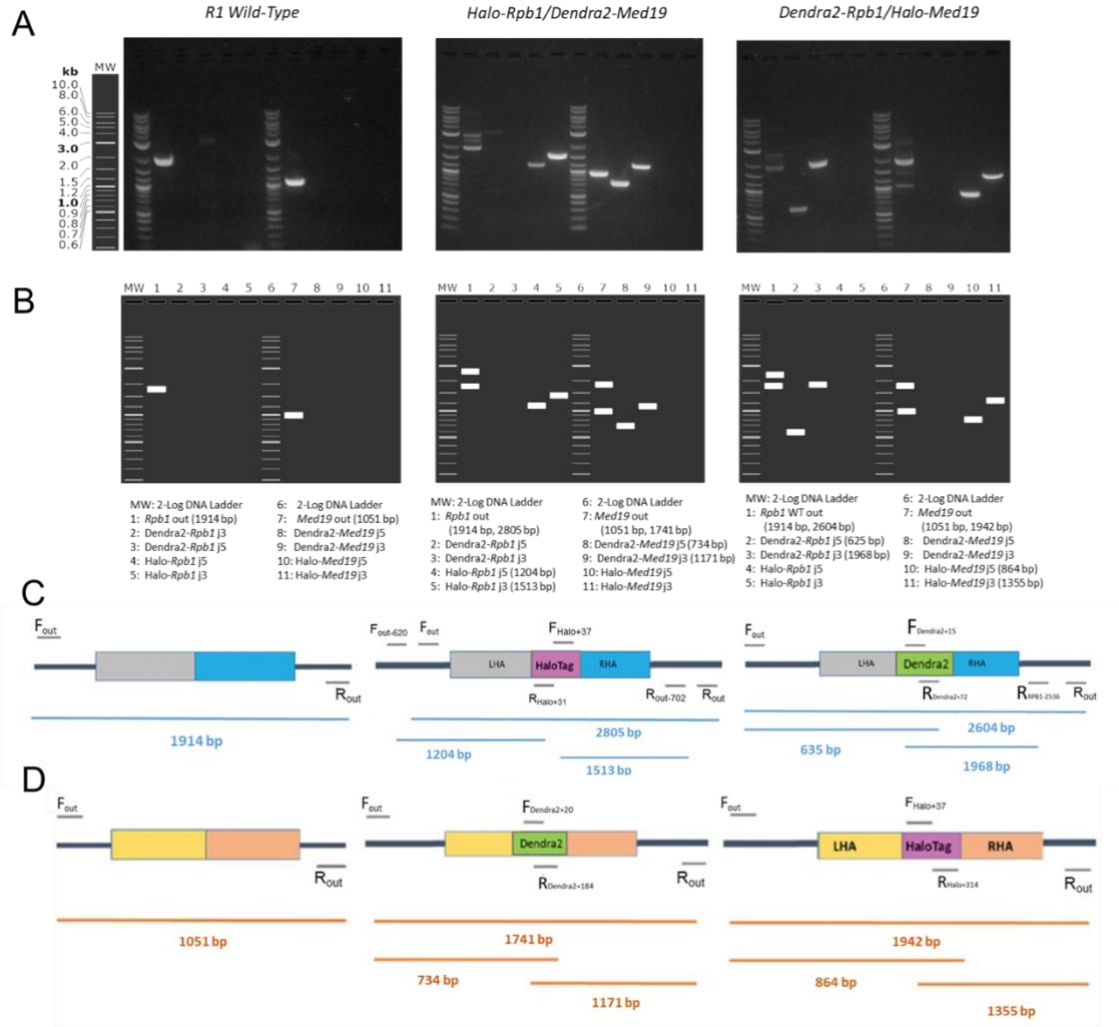 A
R1 Wild-Type
Halo-Rpb1/Dendra2-Med19
Dendra2-Rpb1/Halo-Med19
kb
MW
10.0
8.0
6.0
5.0
4.0
3.0
2.0
1.5
1.2
1.0
0.9
0.8
0.7
0.6
B
MW 1 2 3 4 5 6 7 8 9 10 11
MW 1 2 3 4 5 6 7 8 9 10 11
MW 1 2 3 4 5 6 7 8 9 10 11
MW: 2-Log DNA Ladder
1: Rpb1 out (1914 bp)
2: Dendra2-Rpb1 j3
3: Dendra2-Rpb1 j5
4: Halo-Rpb1 j5
5: Halo-Rpb1 j3
6: 2-Log DNA Ladder
7: Med19 out (1051 bp)
8: Dendra2-Med19 j5
9: Dendra2-Med19 j3
10: Halo-Med19 j5
11: Halo-Med19 j3
MW: 2-Log DNA Ladder
1: Rpb1 out
(1914 bp, 2805 bp)
2: Dendra2-Rpb1 j5
3: Dendra2-Rpb1 j3
4: Halo-Rpb1 j5 (1204 bp)
5: Halo-Rpb1 j3 (1513 bp)
6: 2-Log DNA Ladder
7: Med19 out
(1051 bp, 1741 bp)
8: Dendra2-Med19 j5 (734 bp)
9: Dendra2-Med19 j3 (1171 bp)
10: Halo-Med19 j5
11: Halo-Med19 j3
MW: 2-Log DNA Ladder
1: Rpb1 WT out
(1914 bp, 2604 bp)
2: Dendra2-Rpb1 j5 (625 bp)
3: Dendra2-Rpb1 j3 (1968 bp)
4: Halo-Rpb1 j5
5: Halo-Rpb1 j3
6: 2-Log DNA Ladder
7: Med19 out
(1051 bp, 1942 bp)
8: Dendra2-Med19 j5
9: Dendra2-Med19 j3
10: Halo-Med19 j5 (864 bp)
11: Halo-Med19 j3 (1355 bp)
C
Fout
Rout
1914 bp
Fout-620
Fout
FHalo+37
LHA
HaloTag
RHA
RHalo+31
Rout-702
Rout
2805 bp
1204 bp
1513 bp
Fout
FDendra2+15
LHA
Dendra2
RHA
RDendra2+72
RRPB1-2536
Rout
2604 bp
635 bp
1968 bp
D
Fout
Rout
1051 bp
Fout
FDendra2+20
Dendra2
RDendra2+184
Rout
1741 bp
734 bp
1171 bp
Fout
FHalo+37
LHA
HaloTag
RHA
RHalo+314
Rout
1942 bp
864 bp
1355 bp